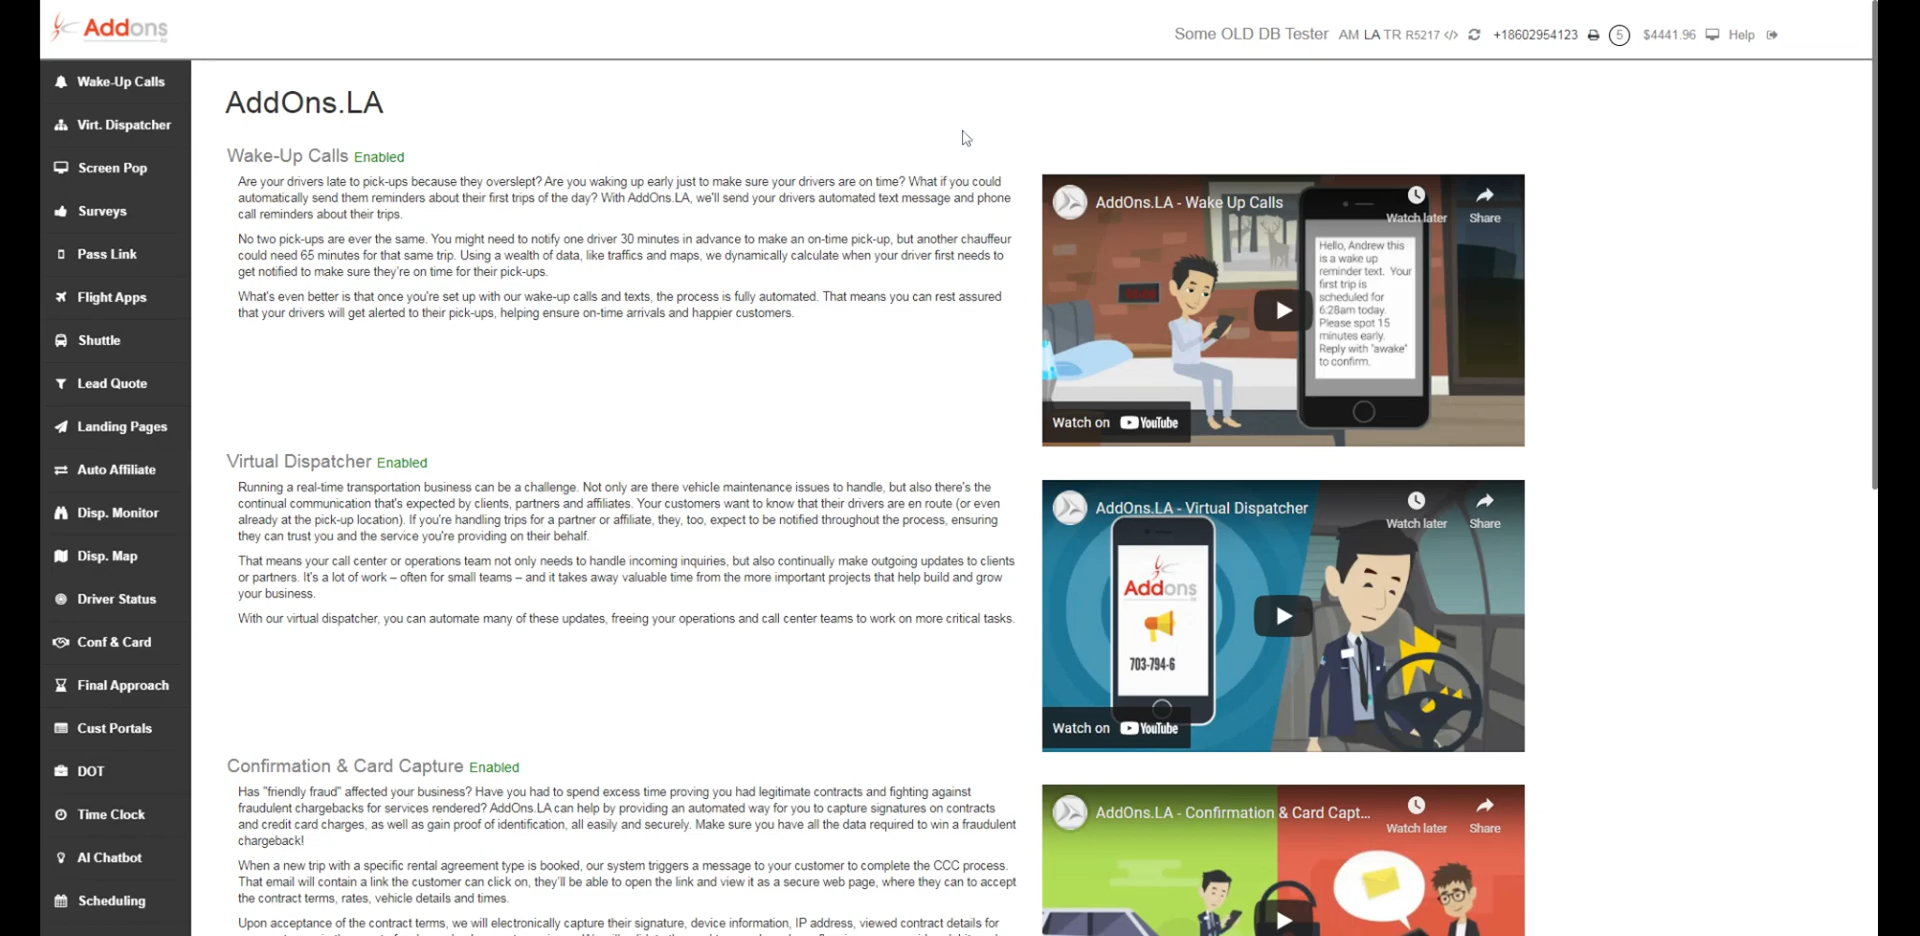 Addons
Some OLD DB Tester AM LA TR R5217 </> +18602954123 5 $4441.96 Help
Wake-Up Calls
Virt. Dispatcher
Screen Pop
Surveys
Pass Link
Flight Apps
Shuttle
Lead Quote
Landing Pages
Auto Affiliate
Disp. Monitor
Disp. Map
Driver Status
Conf & Card
Final Approach
Cust Portals
DOT
Time Clock
AI Chatbot
Scheduling
AddOns.LA
Wake-Up Calls Enabled
Are your drivers late to pick-ups because they overslept? Are you waking up early just to make sure your drivers are on time? What if you could
automatically send them reminders about their first trips of the day? With AddOns.LA, we'll send your drivers automated text message and phone
call reminders about their trips.
No two pick-ups are ever the same. You might need to notify one driver 30 minutes in advance to make an on-time pick-up, but another chauffeur
could need 65 minutes for that same trip. Using a wealth of data, like traffics and maps, we dynamically calculate when your driver first needs to
get notified to make sure they're on time for their pick-ups.
What's even better is that once you're set up with our wake-up calls and texts, the process is fully automated. That means you can rest assured
that your drivers will get alerted to their pick-ups, helping ensure on-time arrivals and happier customers.
AddOns.LA - Wake Up Calls
Watch later
Share
Hello, Andrew this
is a wake up
reminder text. Your
first trip is
scheduled for
6:28am today.
Please spot 15
minutes early.
Reply with "awake"
to confirm.
Watch on YouTube
Virtual Dispatcher Enabled
Running a real-time transportation business can be a challenge. Not only are there vehicle maintenance issues to handle, but also there's the
continual communication that's expected by clients, partners and affiliates. Your customers want to know that their drivers are en route (or even
already at the pick-up location). If you're handling trips for a partner or affiliate, they, too, expect to be notified throughout the process, ensuring
they can trust you and the service you're providing on their behalf.
That means your call center or operations team not only needs to handle incoming inquiries, but also continually make outgoing updates to clients
or partners. It's a lot of work – often for small teams – and it takes away valuable time from the more important projects that help build and grow
your business.
With our virtual dispatcher, you can automate many of these updates, freeing your operations and call center teams to work on more critical tasks.
AddOns.LA - Virtual Dispatcher
Watch later
Share
Addons
703-794-6
Watch on YouTube
Confirmation & Card Capture Enabled
Has "friendly fraud" affected your business? Have you had to spend excess time proving you had legitimate contracts and fighting against
fraudulent chargebacks for services rendered? AddOns.LA can help by providing an automated way for you to capture signatures on contracts
and credit card charges, as well as gain proof of identification, all easily and securely. Make sure you have all the data required to win a fraudulent
chargeback!
When a new trip with a specific rental agreement type is booked, our system triggers a message to your customer to complete the CCC process.
That email will contain a link the customer can click on, they'll be able to open the link and view it as a secure web page, where they can to accept
the contract terms, rates, vehicle details and times.
Upon acceptance of the contract terms, we will electronically capture their signature, device information, IP address, viewed contract details for
AddOns.LA - Confirmation & Card Capt...
Watch later
Share